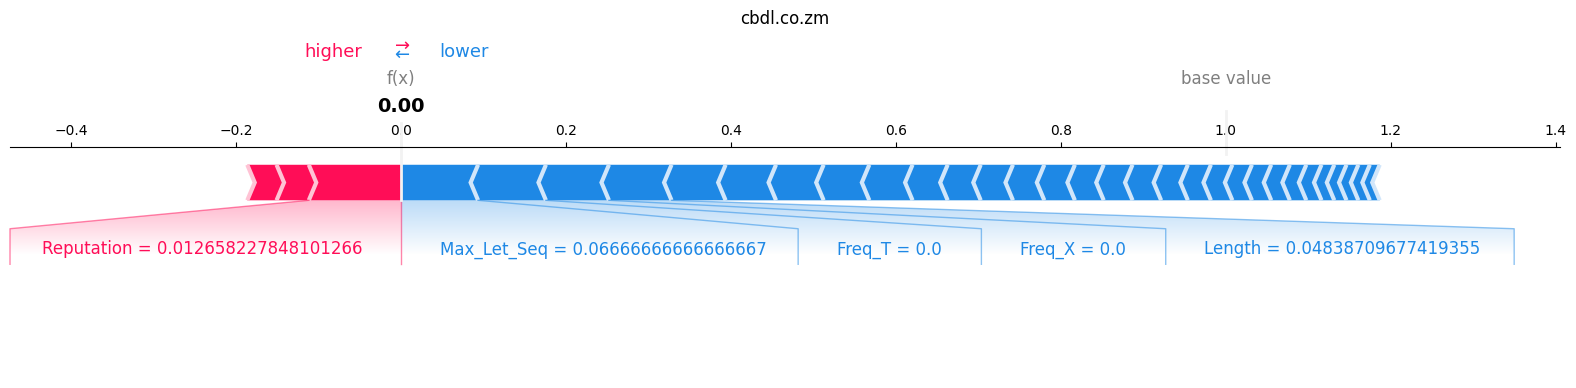 cbdl.co.zm
higher → ← lower
f(x) base value
0.00
−0.4 −0.2 0.0 0.2 0.4 0.6 0.8 1.0 1.2 1.4
Reputation = 0.012658227848101266 Max_Let_Seq = 0.06666666666666667 Freq_T = 0.0 Freq_X = 0.0 Length = 0.04838709677419355